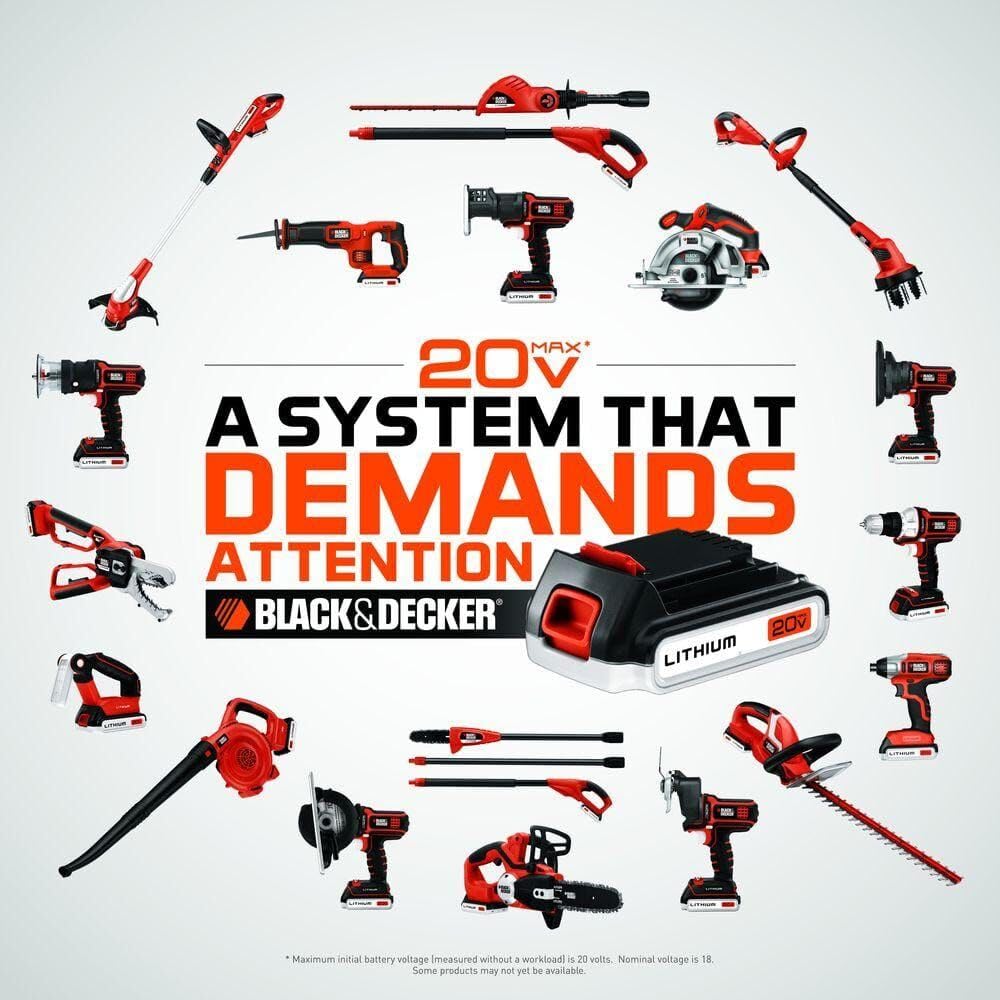 20V MAX*
A SYSTEM THAT
DEMANDS
ATTENTION
BLACK&DECKER®
LITHIUM
20V MAX
* Maximum initial battery voltage (measured without a workload) is 20 volts. Nominal voltage is 18.
Some products may not yet be available.